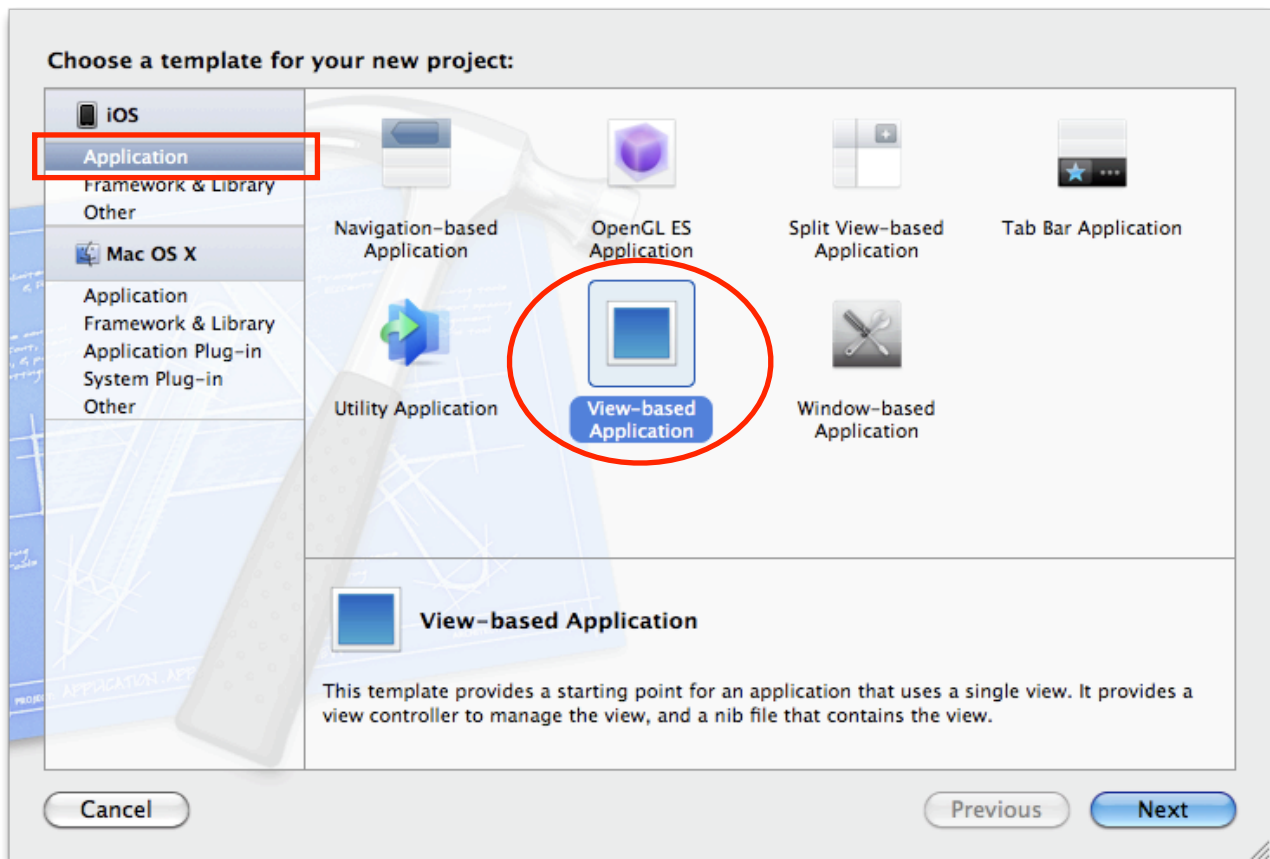 Choose a template for your new project:
iOS
Application
Framework & Library
Other
Mac OS X
Application
Framework & Library
Application Plug-in
System Plug-in
Other
Navigation-based
Application
OpenGL ES
Application
Split View-based
Application
Tab Bar Application
Utility Application
View-based
Application
Window-based
Application
View-based Application
This template provides a starting point for an application that uses a single view. It provides a
view controller to manage the view, and a nib file that contains the view.
Cancel
Previous
Next